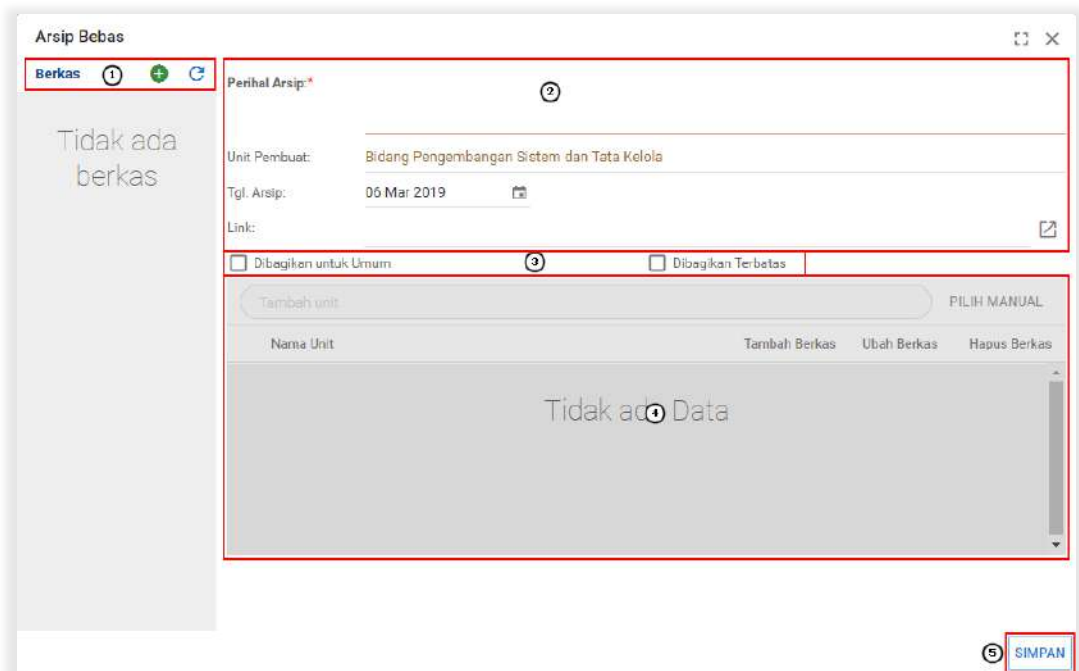 Arsip Bebas
Berkas 1
Tidak ada
berkas
Perihal Arsip:*
2
Unit Pembuat: Bidang Pengembangan Sistem dan Tata Kelola
Tgl. Arsip: 06 Mar 2019
Link:
Dibagikan untuk Umum 3 Dibagikan Terbatas
Tambah unit PILIH MANUAL
Nama Unit Tambah Berkas Ubah Berkas Hapus Berkas
Tidak ada Data
4
5 SIMPAN